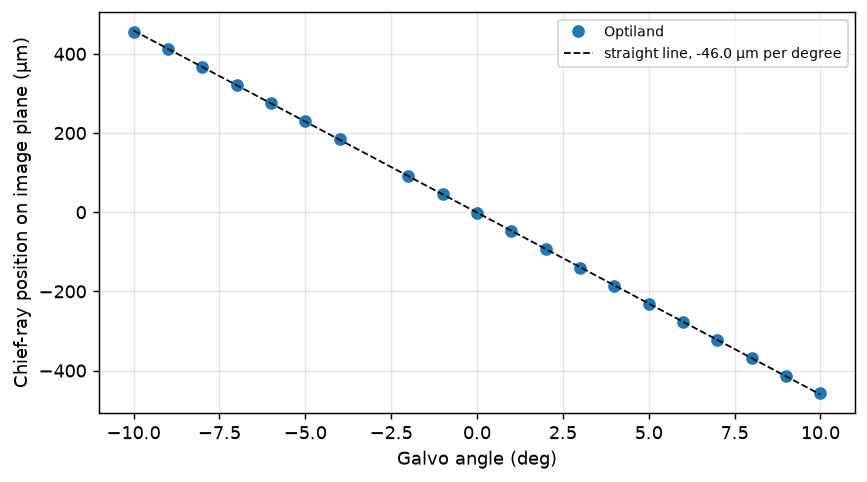 Optiland
straight line, -46.0 μm per degree
Chief-ray position on image plane (μm)
400
200
0
−200
−400
−10.0 −7.5 −5.0 −2.5 0.0 2.5 5.0 7.5 10.0
Galvo angle (deg)